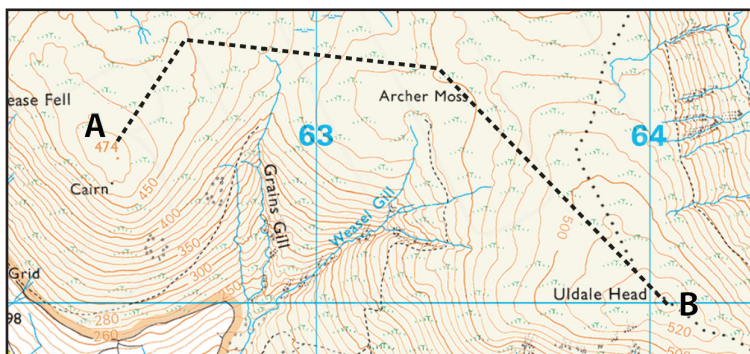 ease Fell
A
474
Cairn
450
400
350
300
450
Grid
98
280
260
63
Grains Gill
Weasel Gill
Archer Moss
64
500
Uldale Head
B
520